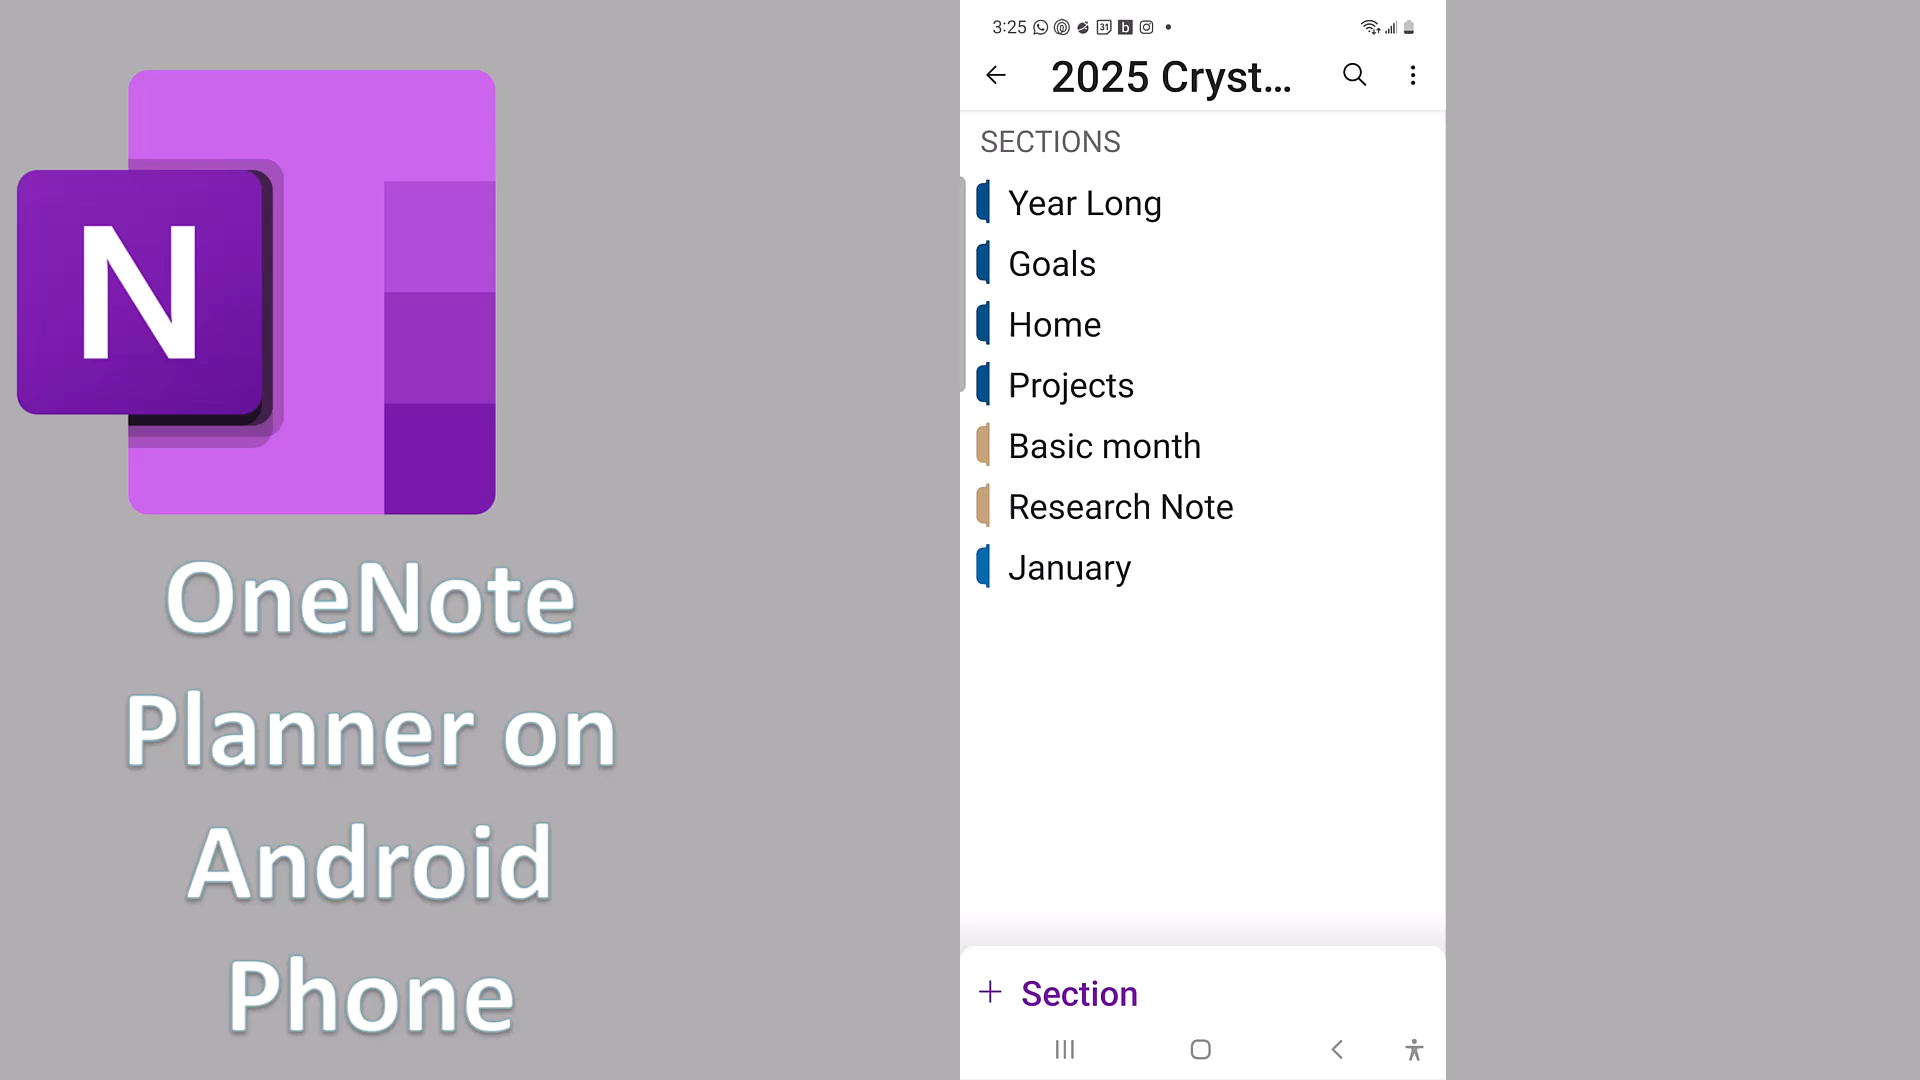 N
OneNote
Planner on
Android
Phone
3:25
31
b
2025 Cryst...
SECTIONS
Year Long
Goals
Home
Projects
Basic month
Research Note
January
+ Section